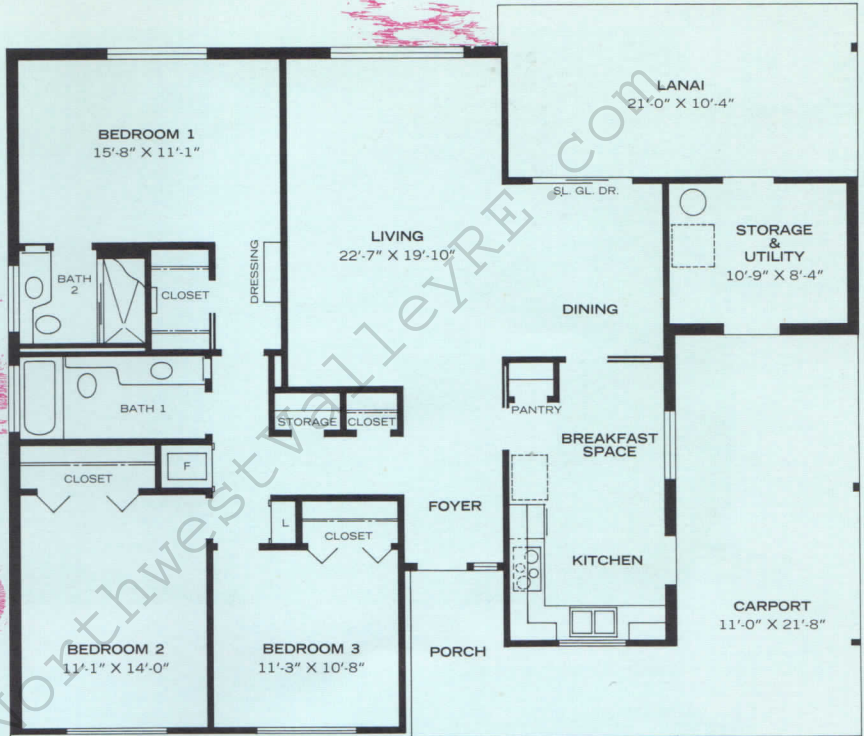 LANAI
21'-0" X 10'-4"
BEDROOM 1
15'-8" X 11'-1"
SL. GL. DR.
STORAGE
&
UTILITY
10'-9" X 8'-4"
LIVING
22'-7" X 19'-10"
DRESSING
BATH
2
CLOSET
DINING
BATH 1
STORAGE
CLOSET
PANTRY
BREAKFAST
SPACE
F
CLOSET
FOYER
L
CLOSET
KITCHEN
CARPORT
11'-0" X 21'-8"
BEDROOM 2
11'-1" X 14'-0"
BEDROOM 3
11'-3" X 10'-8"
PORCH
NorthwestValleyRE.com